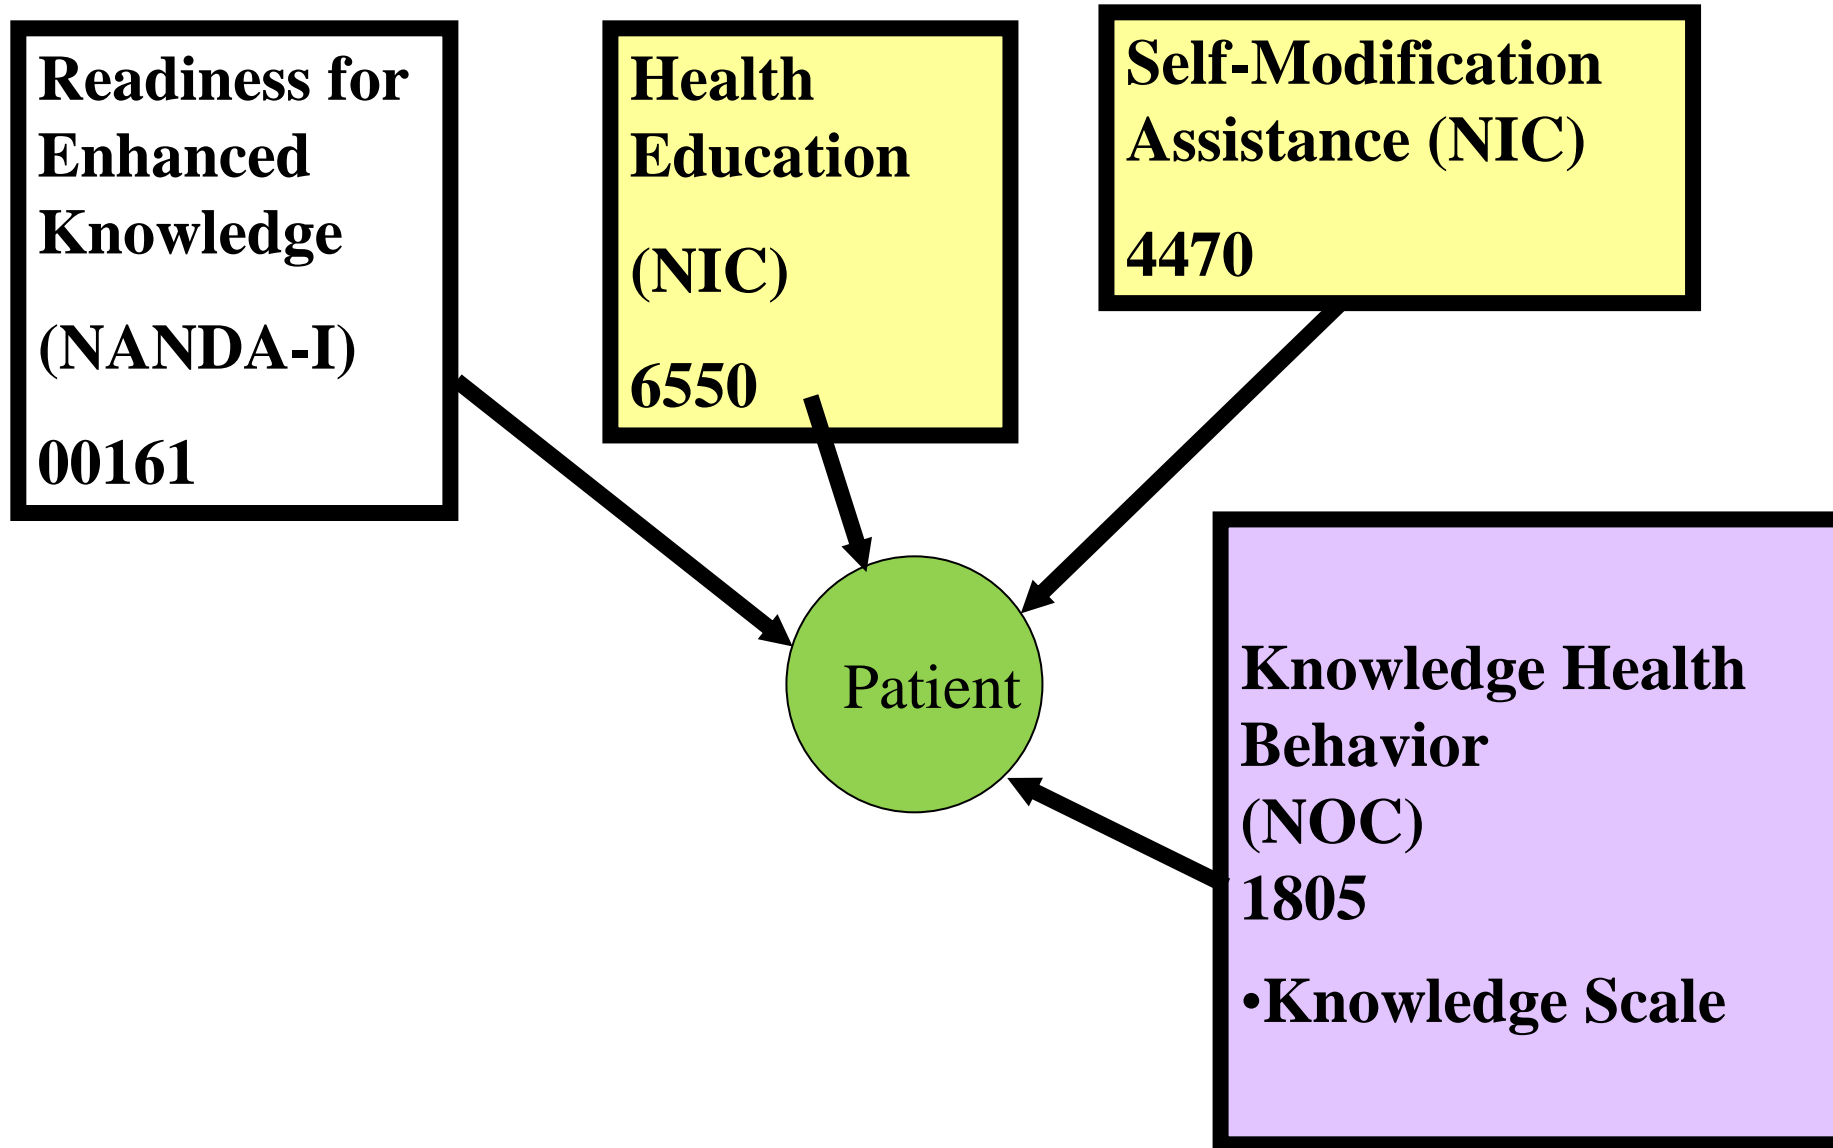 Readiness for
Enhanced
Knowledge
(NANDA-I)
00161
Health
Education
(NIC)
6550
Self-Modification
Assistance (NIC)
4470
Patient
Knowledge Health
Behavior
(NOC)
1805
•Knowledge Scale